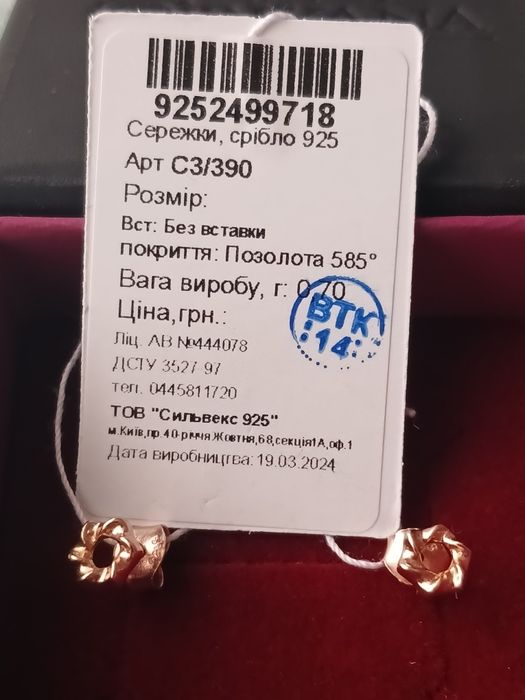 9252499718
Сережки, срібло 925
Арт С3/390
Розмір:
Вст: Без вставки
покриття: Позолота 585°
Вага виробу, г: 0,70
Ціна,грн.:
ВТК
14
Ліц. АВ №444078
ДСТУ 3527-97
тел. 0445811720
ТОВ "Сильвекс 925"
м.Київ,пр.40-річчя Жовтня,68,секція1А,оф.1
Дата виробництва: 19.03.2024